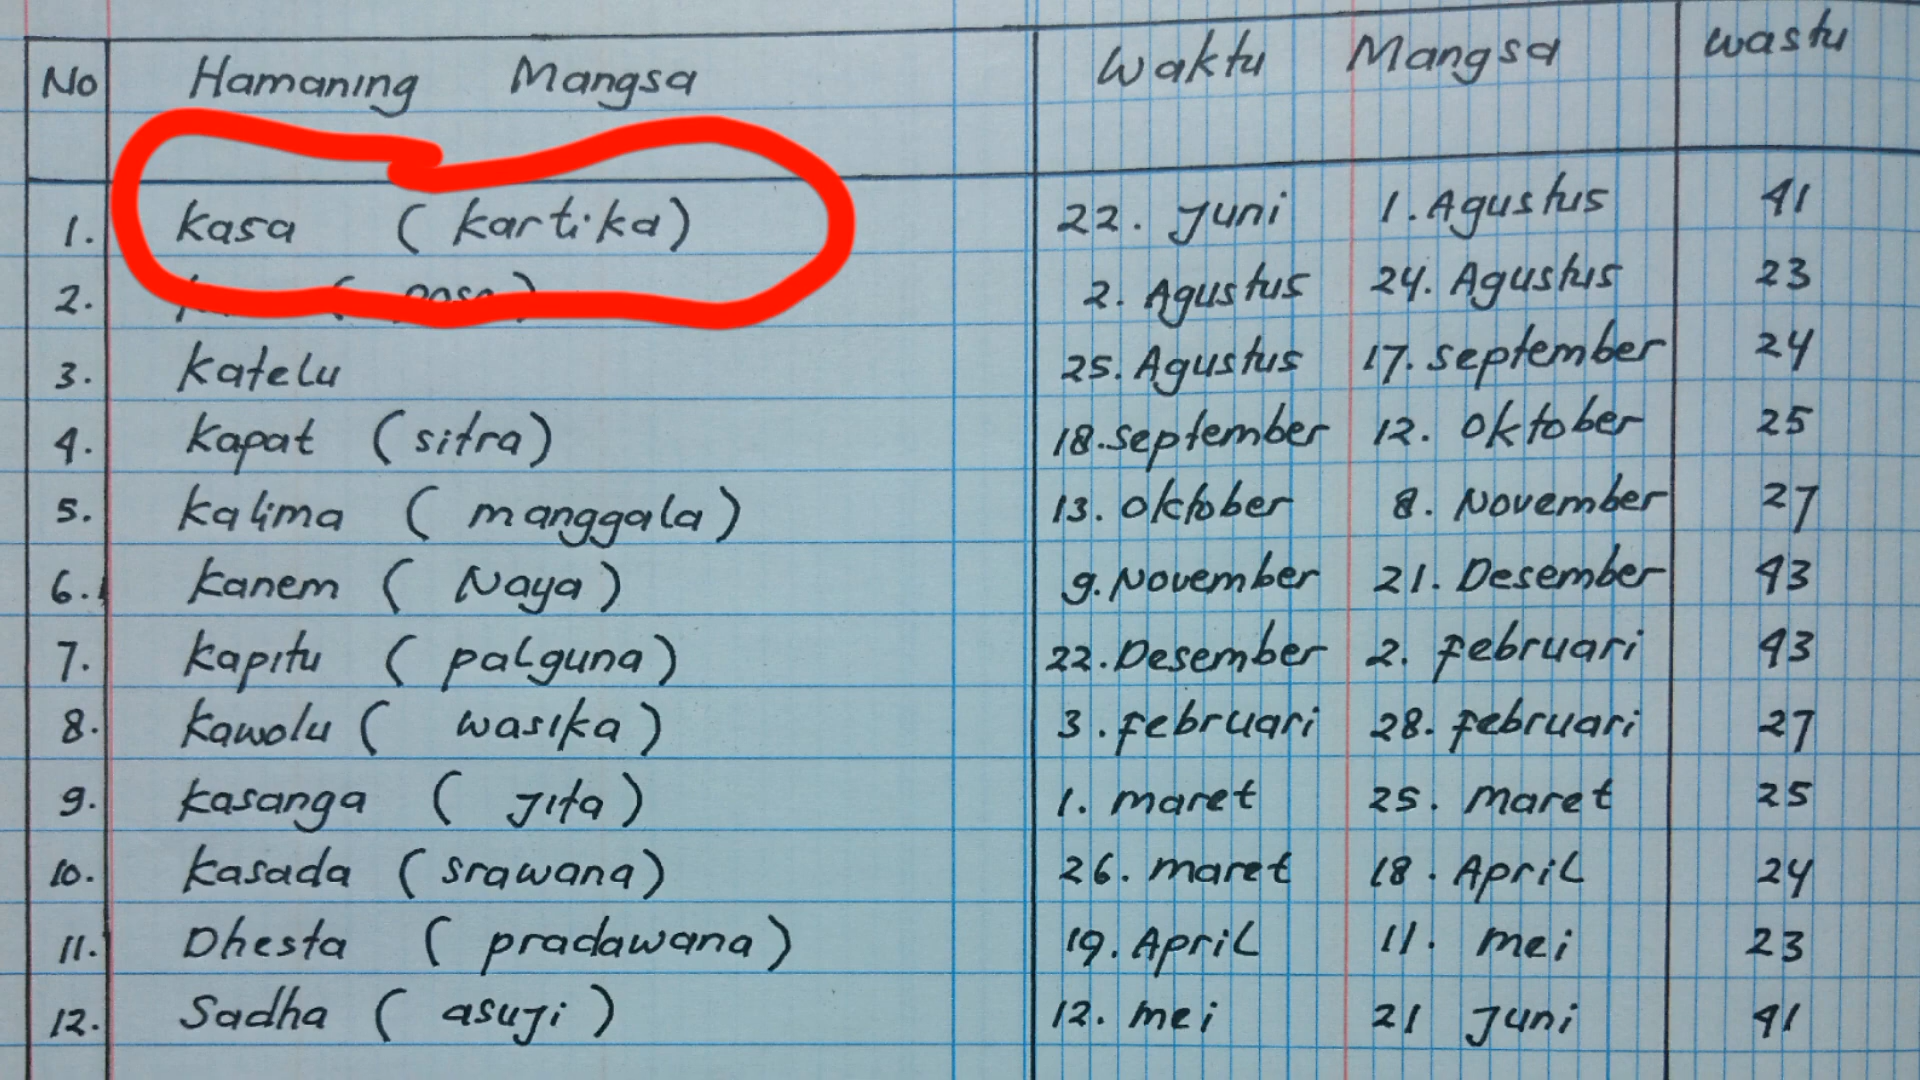 No Hamaning Mangsa Waktu Mangsa wastu
1. Kasa (kartika) 22. Juni 1. Agustus 41
2. 2. Agustus 24. Agustus 23
3. Katelu 25. Agustus 17. september 24
4. Kapat (sitra) 18. september 12. Oktober 25
5. Kalima (manggala) 13. Oktober 8. November 27
6. Kanem (Naya) 9. November 21. Desember 43
7. Kapitu (palguna) 22. Desember 2. februari 43
8. Kawolu (wasika) 3. februari 28. februari 27
9. Kasanga (Jita) 1. maret 25. maret 25
10. Kasada (srawana) 26. maret 18. April 24
11. Dhesta (pradawana) 19. April 11. mei 23
12. Sadha (asuji) 12. mei 21 Juni 41